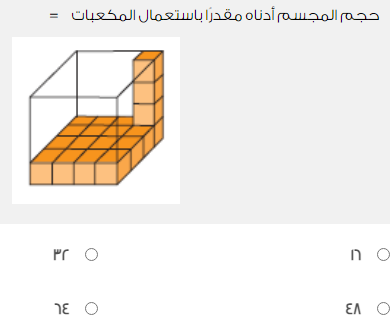 حجم المجسم أدناه مقدرًا باستعمال المكعبات =
١٦
٣٢
٤٨
٦٤